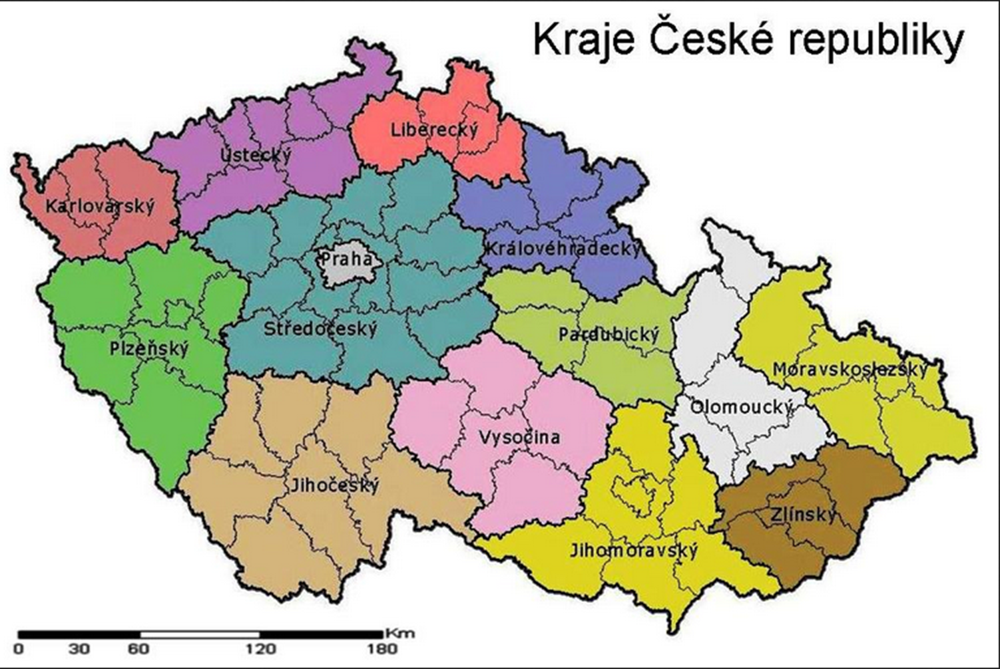 Kraje České republiky
Liberecký
Ústecký
Karlovarský
Královéhradecký
Praha
Středočeský
Pardubický
Plzeňský
Moravskoslezský
Olomoucký
Vysočina
Jihočeský
Zlínský
Jihomoravský
Km
0 30 60 120 180